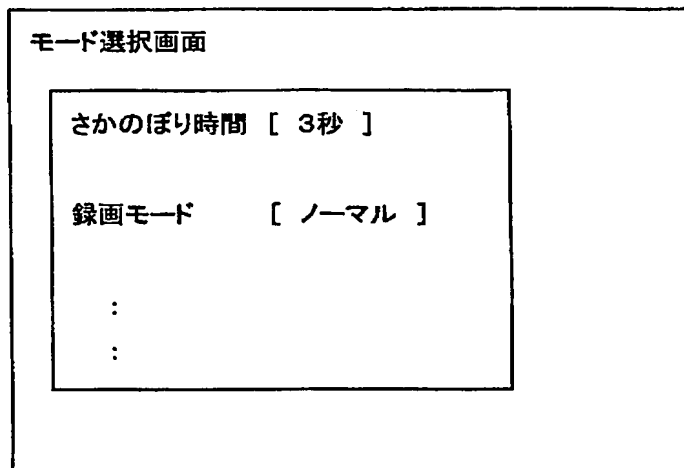 モード選択画面
さかのぼり時間 [ 3秒 ]
録画モード [ ノーマル ]
:
: